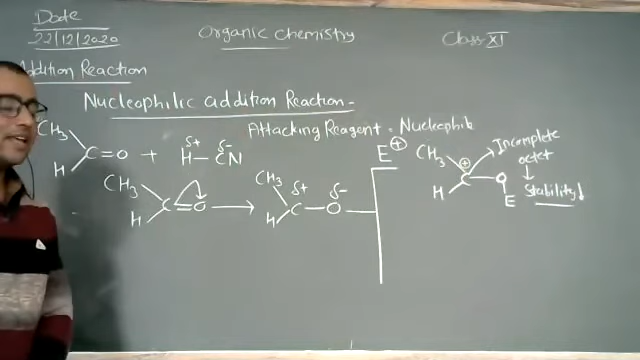 Date
22/12/2020
Organic Chemistry
Class XI
Addition Reaction
Nucleophilic addition Reaction-
Attacking Reagent. Nucleophile
CH₃
H
C=O + H-CN
δ+ δ-
CH₃
H
C=O → C-O
CH₃
H
δ+ δ-
E⊕
CH₃
H
⊕
C-O
E
Incomplete
octet
↓
Stability↓